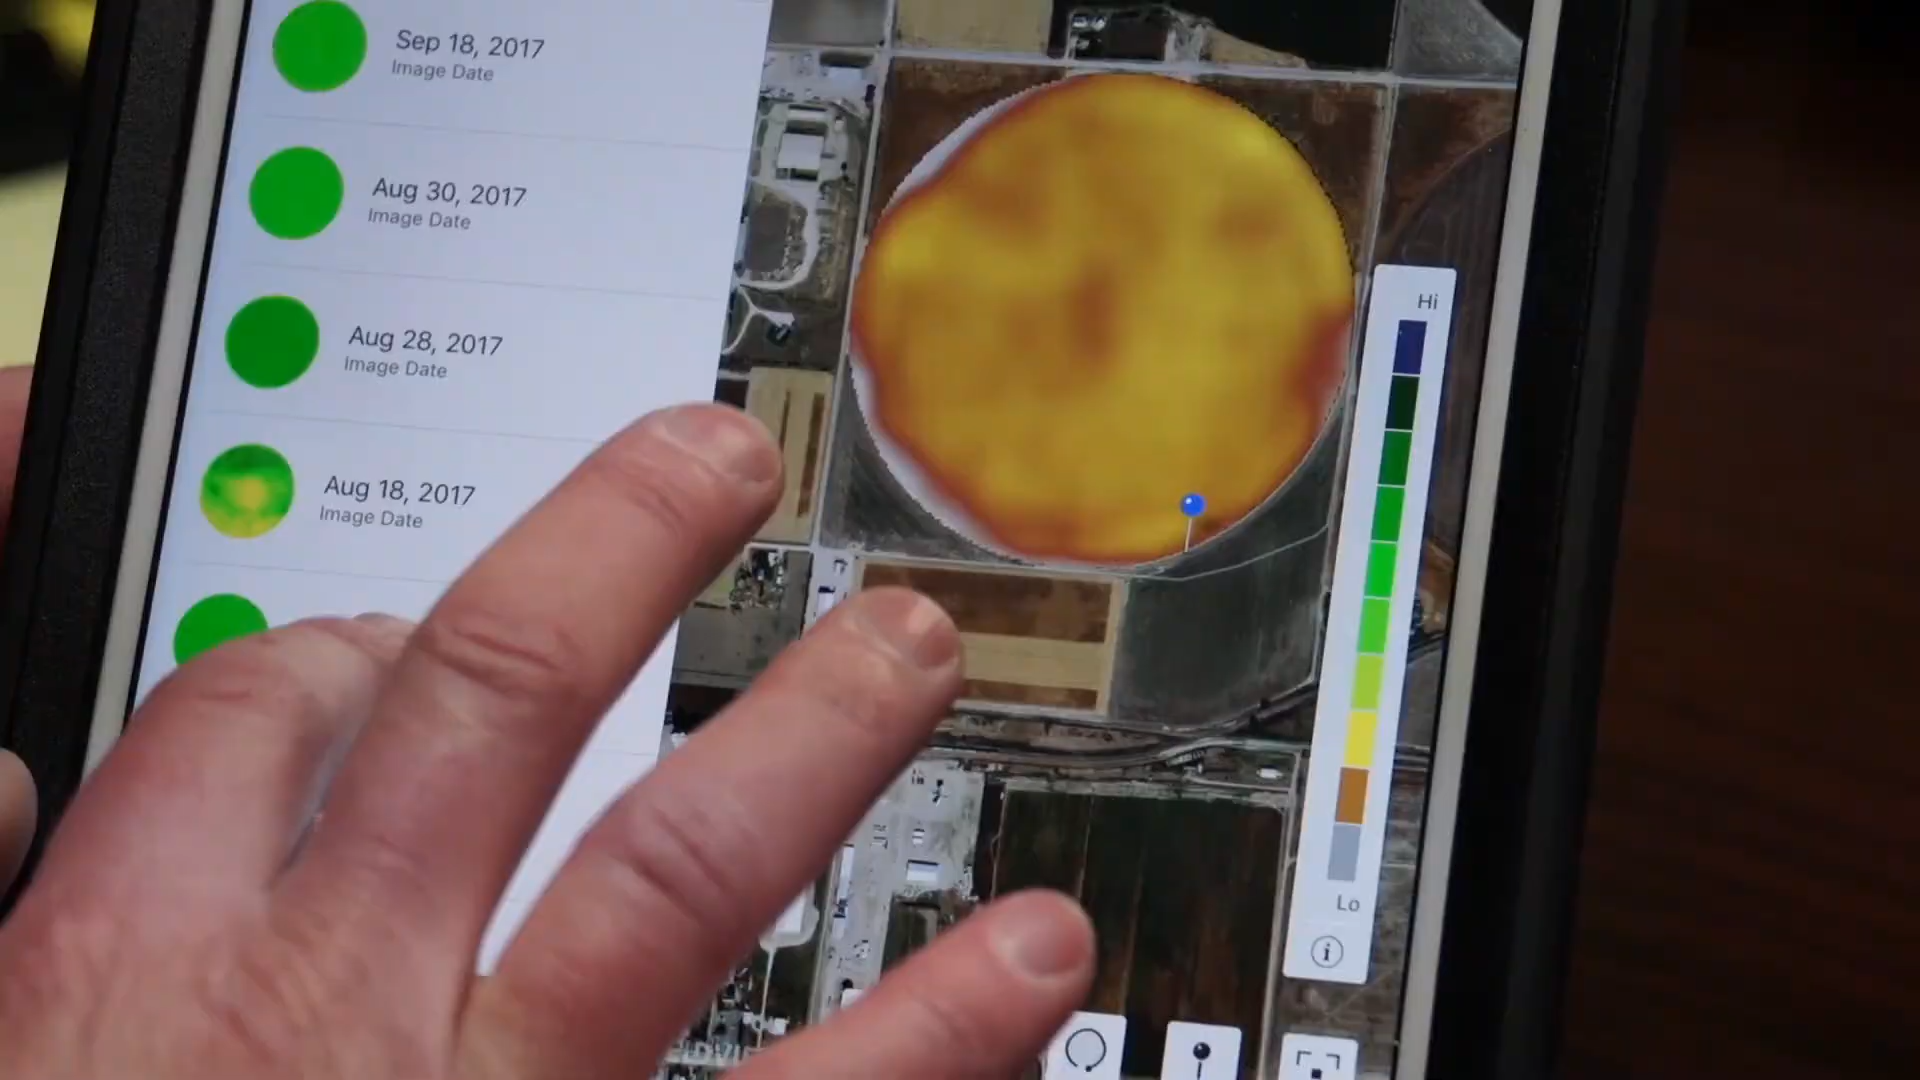 Sep 18, 2017
Image Date
Aug 30, 2017
Image Date
Aug 28, 2017
Image Date
Aug 18, 2017
Image Date
Hi
Lo
i